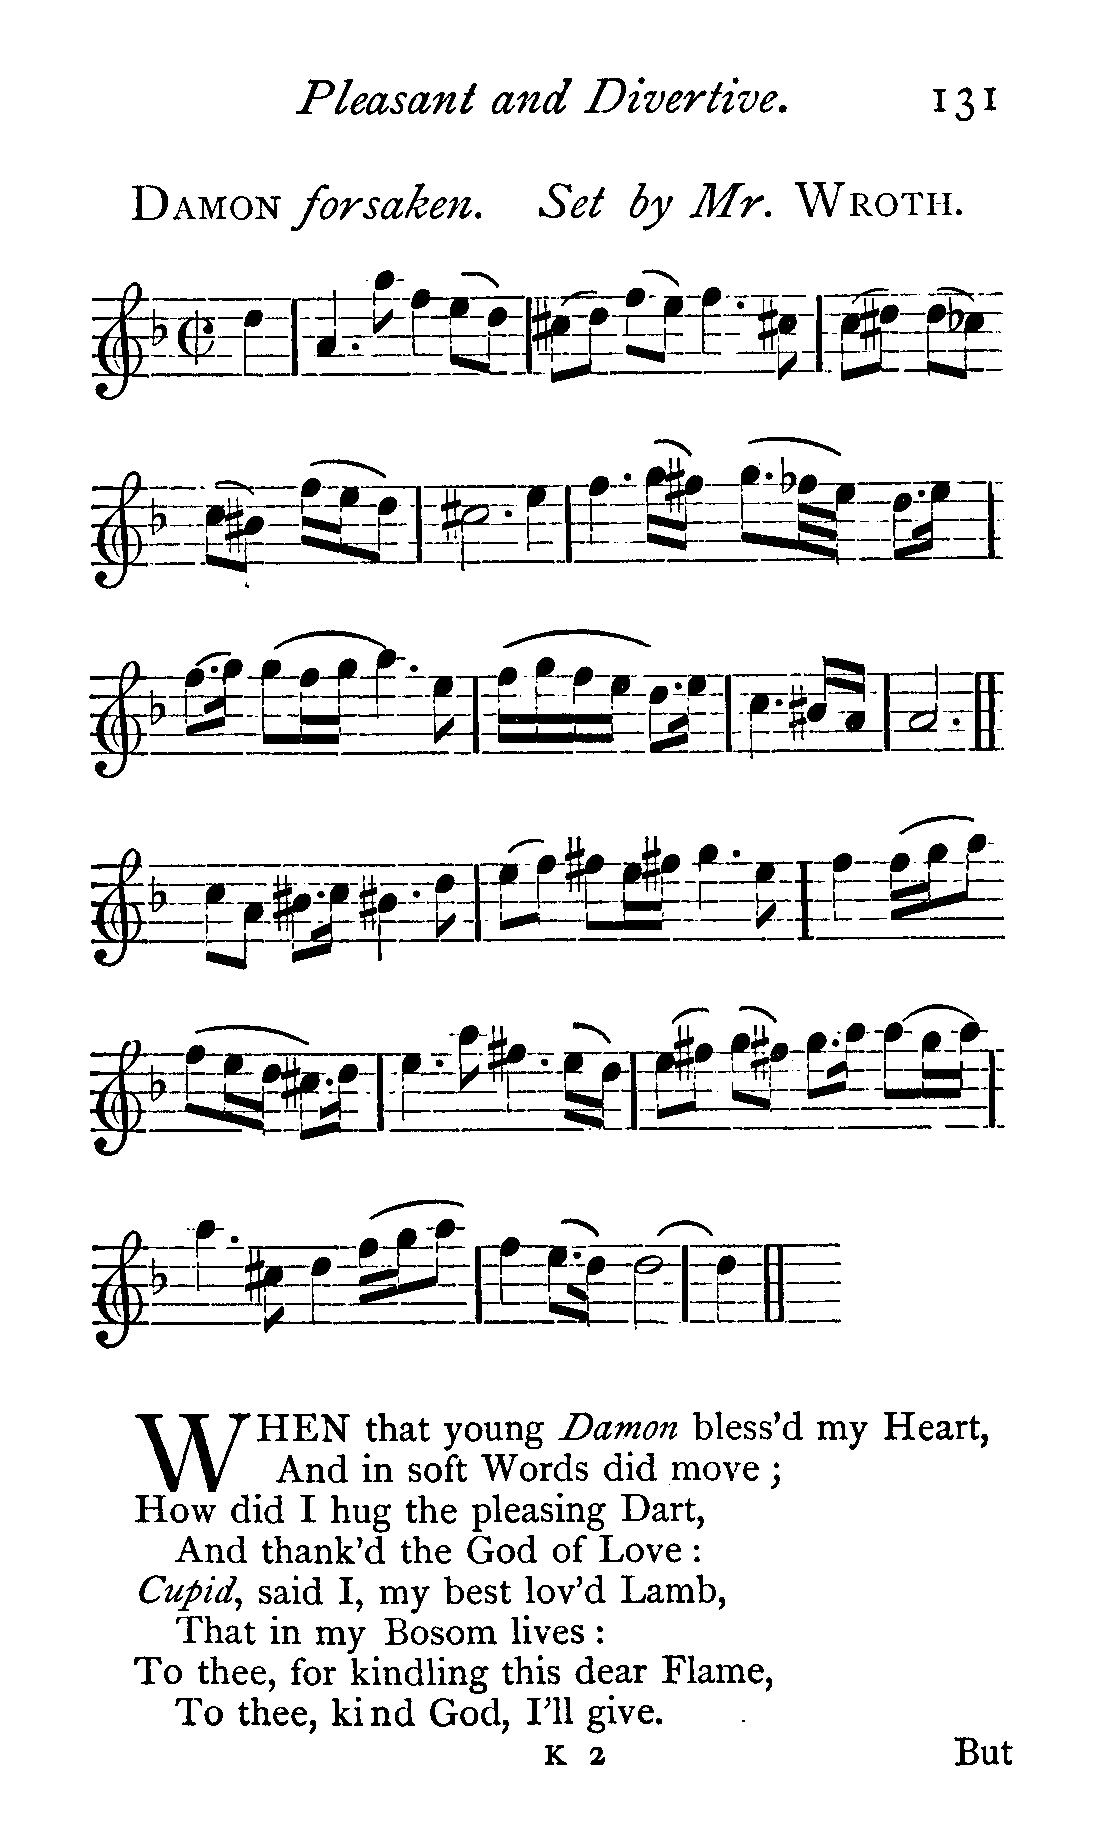 Pleasant and Divertive. 131
DAMON forsaken. Set by Mr. WROTH.
WHEN that young Damon bless'd my Heart,
And in soft Words did move ;
How did I hug the pleasing Dart,
And thank'd the God of Love :
Cupid, said I, my best lov'd Lamb,
That in my Bosom lives :
To thee, for kindling this dear Flame,
To thee, kind God, I'll give.
K 2 But